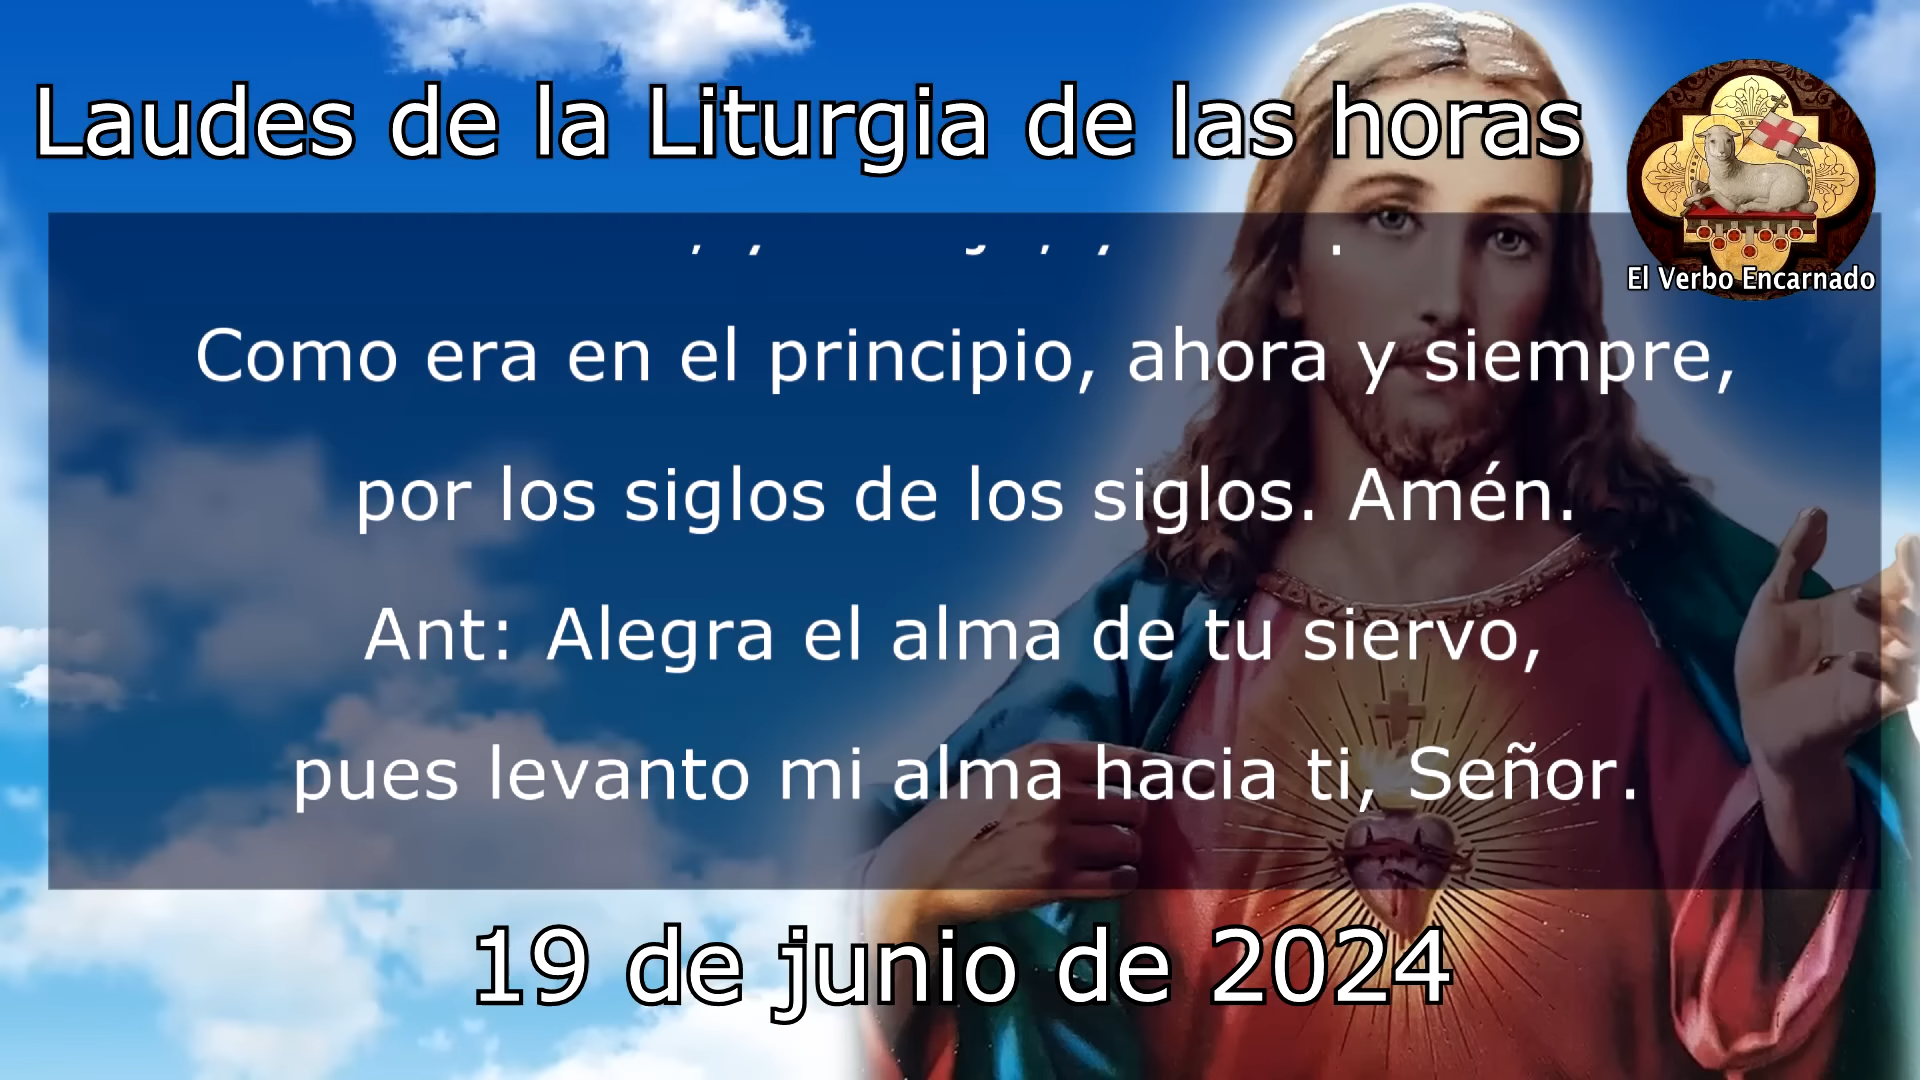 Laudes de la Liturgia de las horas
El Verbo Encarnado
Como era en el principio, ahora y siempre,
por los siglos de los siglos. Amén.
Ant: Alegra el alma de tu siervo,
pues levanto mi alma hacia ti, Señor.
19 de junio de 2024